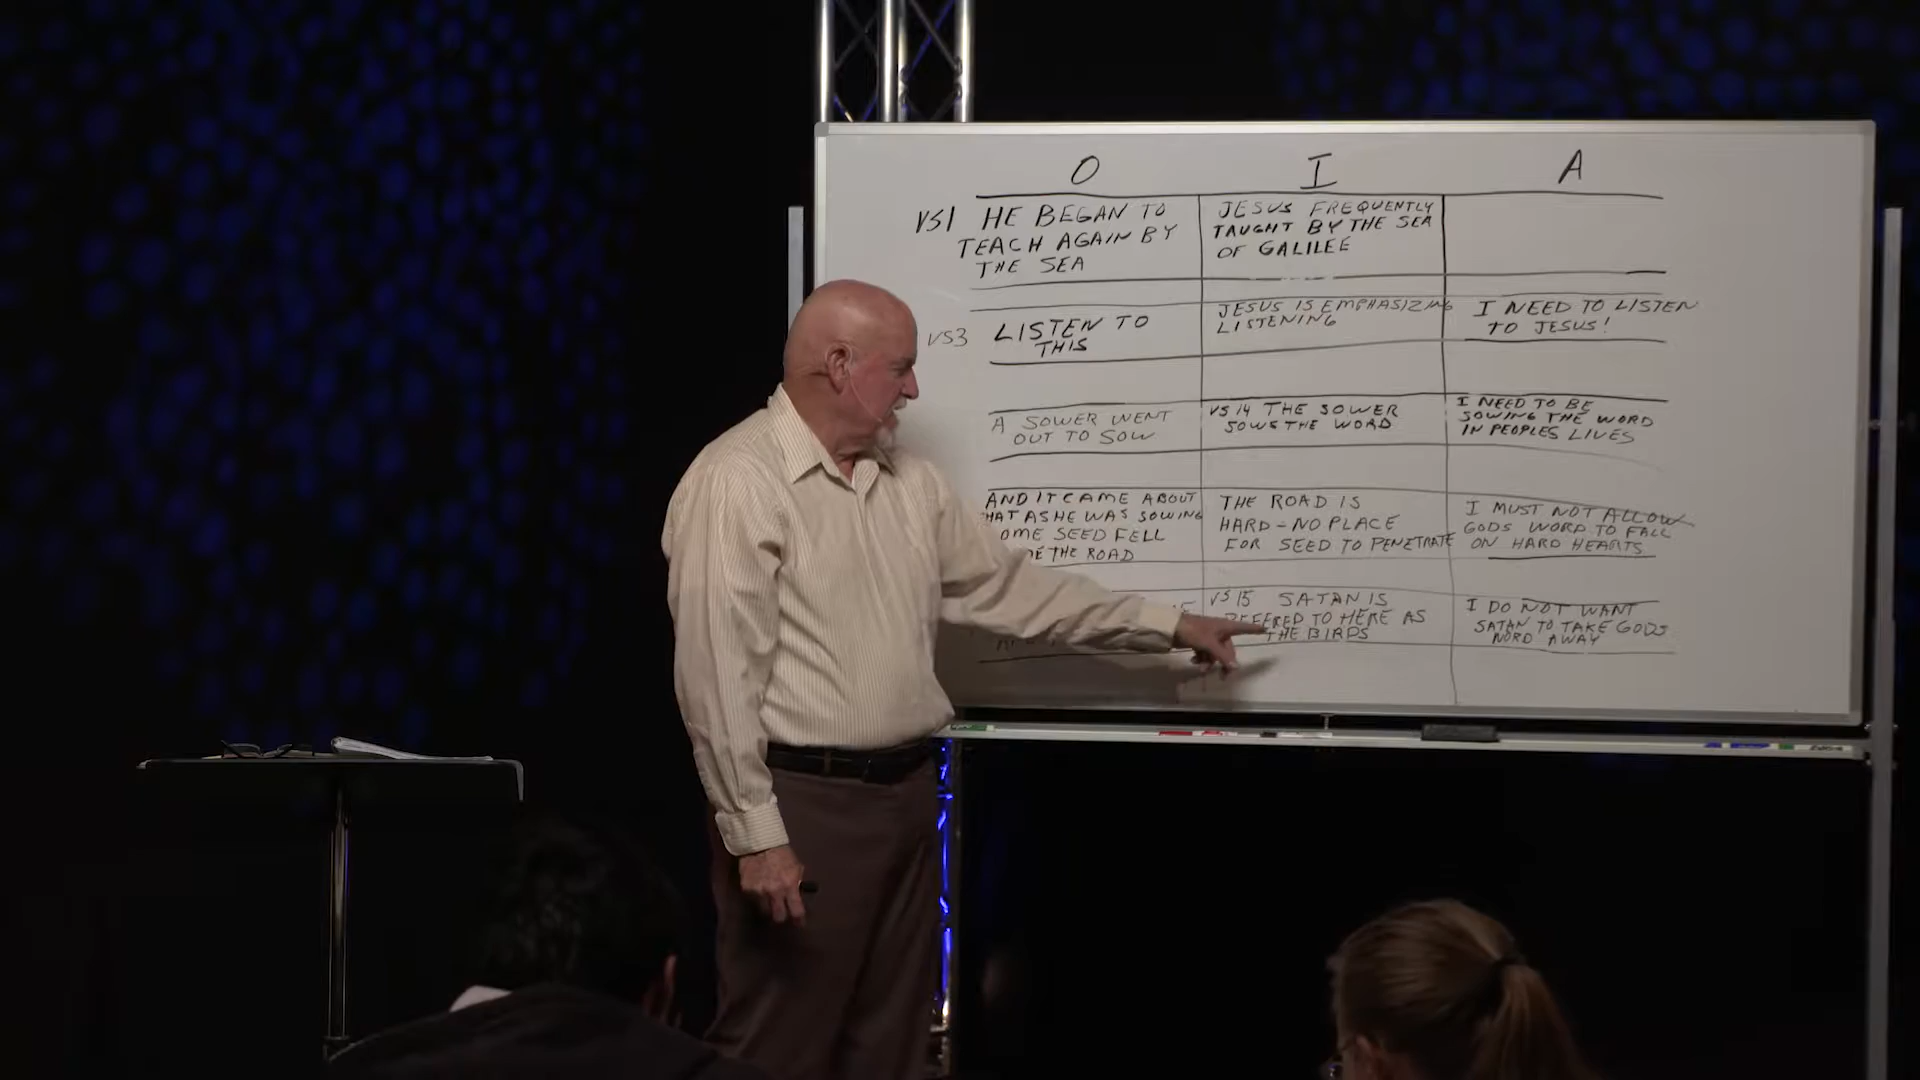 O I A
VS1 HE BEGAN TO
TEACH AGAIN BY
THE SEA
JESUS FREQUENTLY
TAUGHT BY THE SEA
OF GALILEE
VS3 LISTEN TO
THIS
JESUS IS EMPHASIZING
LISTENING
I NEED TO LISTEN
TO JESUS!
A SOWER WENT
OUT TO SOW
VS 14 THE SOWER
SOWS THE WORD
I NEED TO BE
SOWING THE WORD
IN PEOPLES LIVES
AND IT CAME ABOUT
HAT AS HE WAS SOWING
OME SEED FELL
THE ROAD
THE ROAD IS
HARD - NO PLACE
FOR SEED TO PENETRATE
I MUST NOT ALLOW
GODS WORD TO FALL
ON HARD HEARTS
VS 15 SATAN IS
REFERED TO HERE AS
THE BIRDS
I DO NOT WANT
SATAN TO TAKE GODS
WORD AWAY